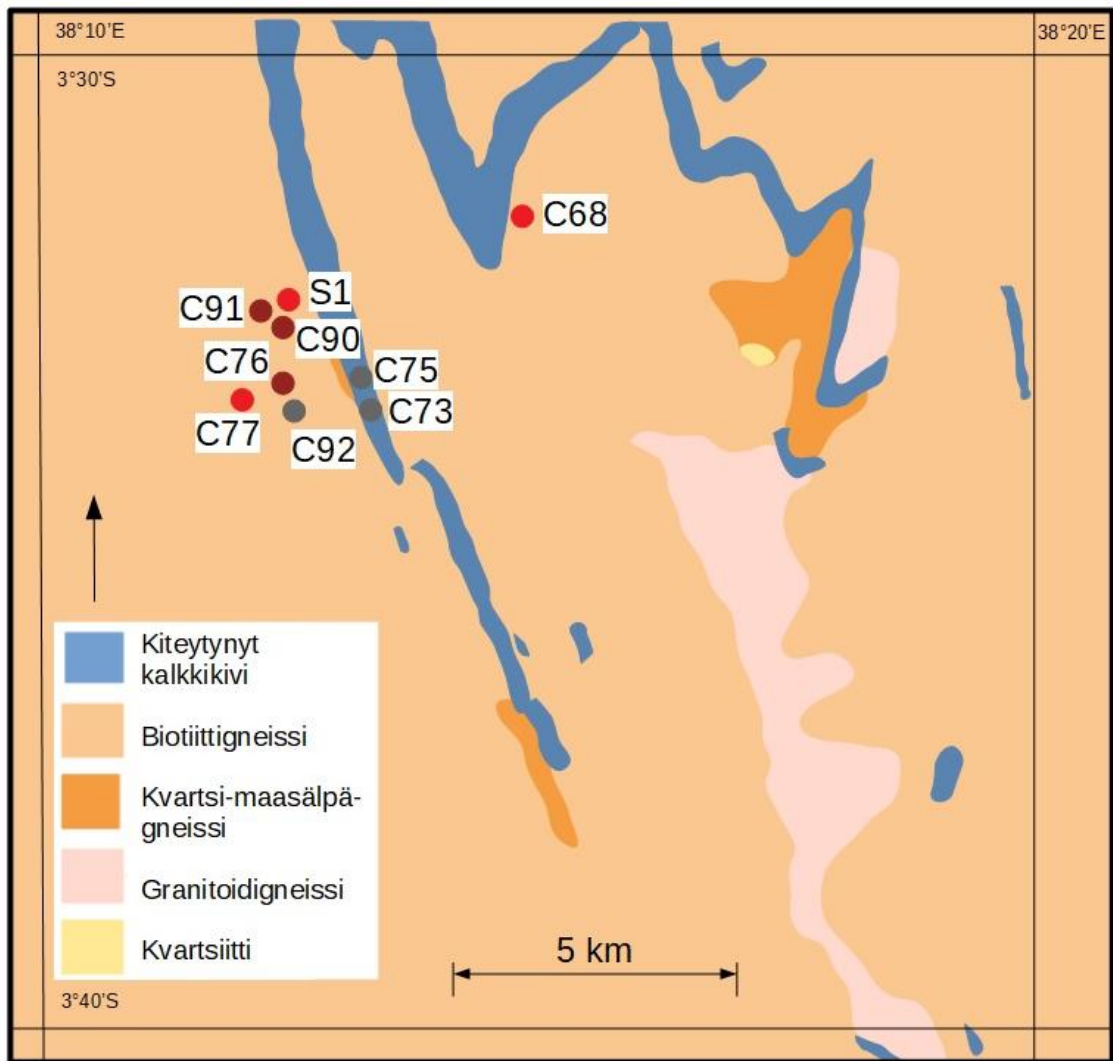 38°10'E
38°20'E
3°30'S
C68
S1
C91
C90
C76
C75
C77
C73
C92
Kiteytynyt
kalkkikivi
Biotiittigneissi
Kvartsi-maasälpä-
gneissi
Granitoidigneissi
Kvartsiitti
5 km
3°40'S